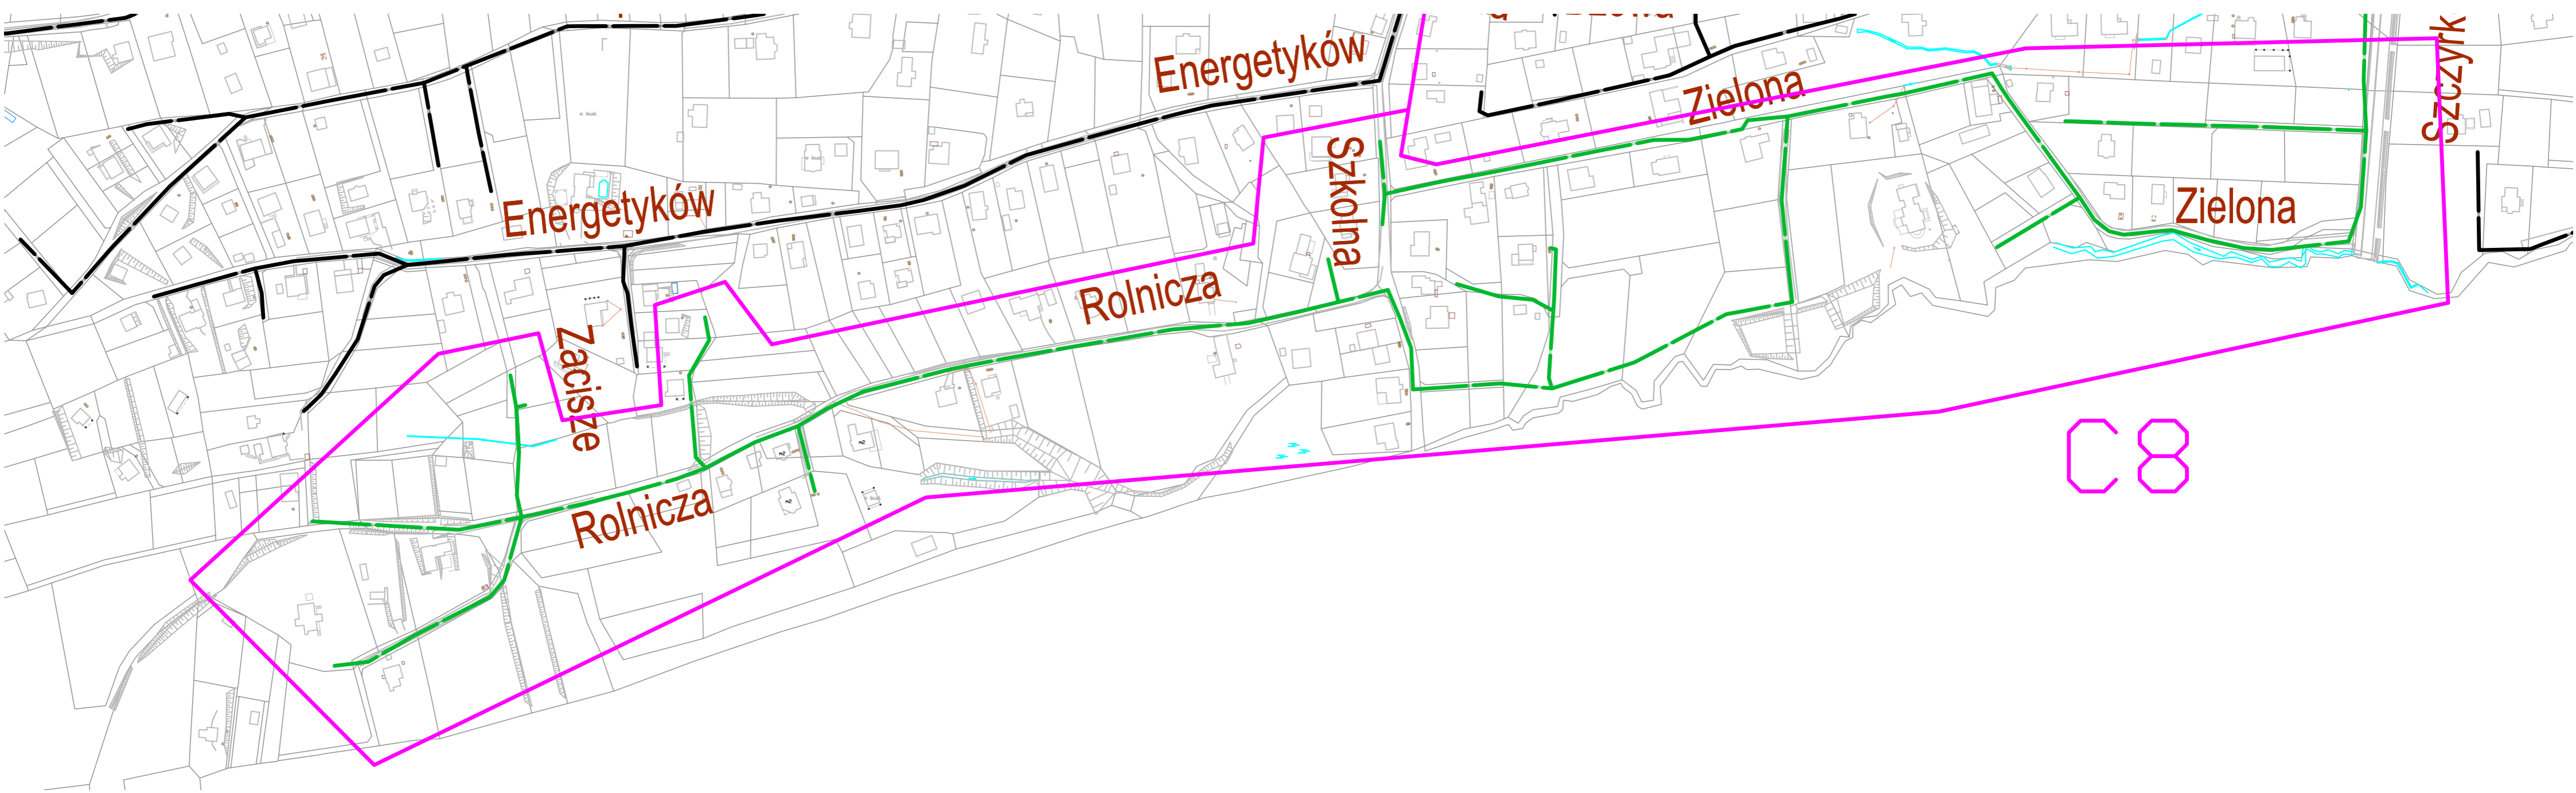 Szczyrk
Energetyków
Zielona
Szkolna
Zielona
Energetyków
Rolnicza
Zacisze
C8
Rolnicza